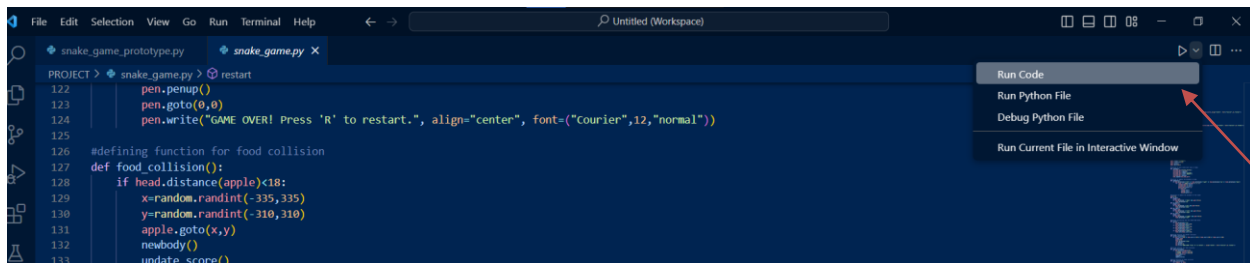 File Edit Selection View Go Run Terminal Help
Untitled (Workspace)
snake_game_prototype.py
snake_game.py
PROJECT > snake_game.py > restart
Run Code
Run Python File
Debug Python File
Run Current File in Interactive Window
122 pen.penup()
123 pen.goto(0,0)
124 pen.write("GAME OVER! Press 'R' to restart.", align="center", font=("Courier",12,"normal"))
125
126 #defining function for food collision
127 def food_collision():
128 if head.distance(apple)<18:
129 x=random.randint(-335,335)
130 y=random.randint(-310,310)
131 apple.goto(x,y)
132 newbody()
133 update_score()